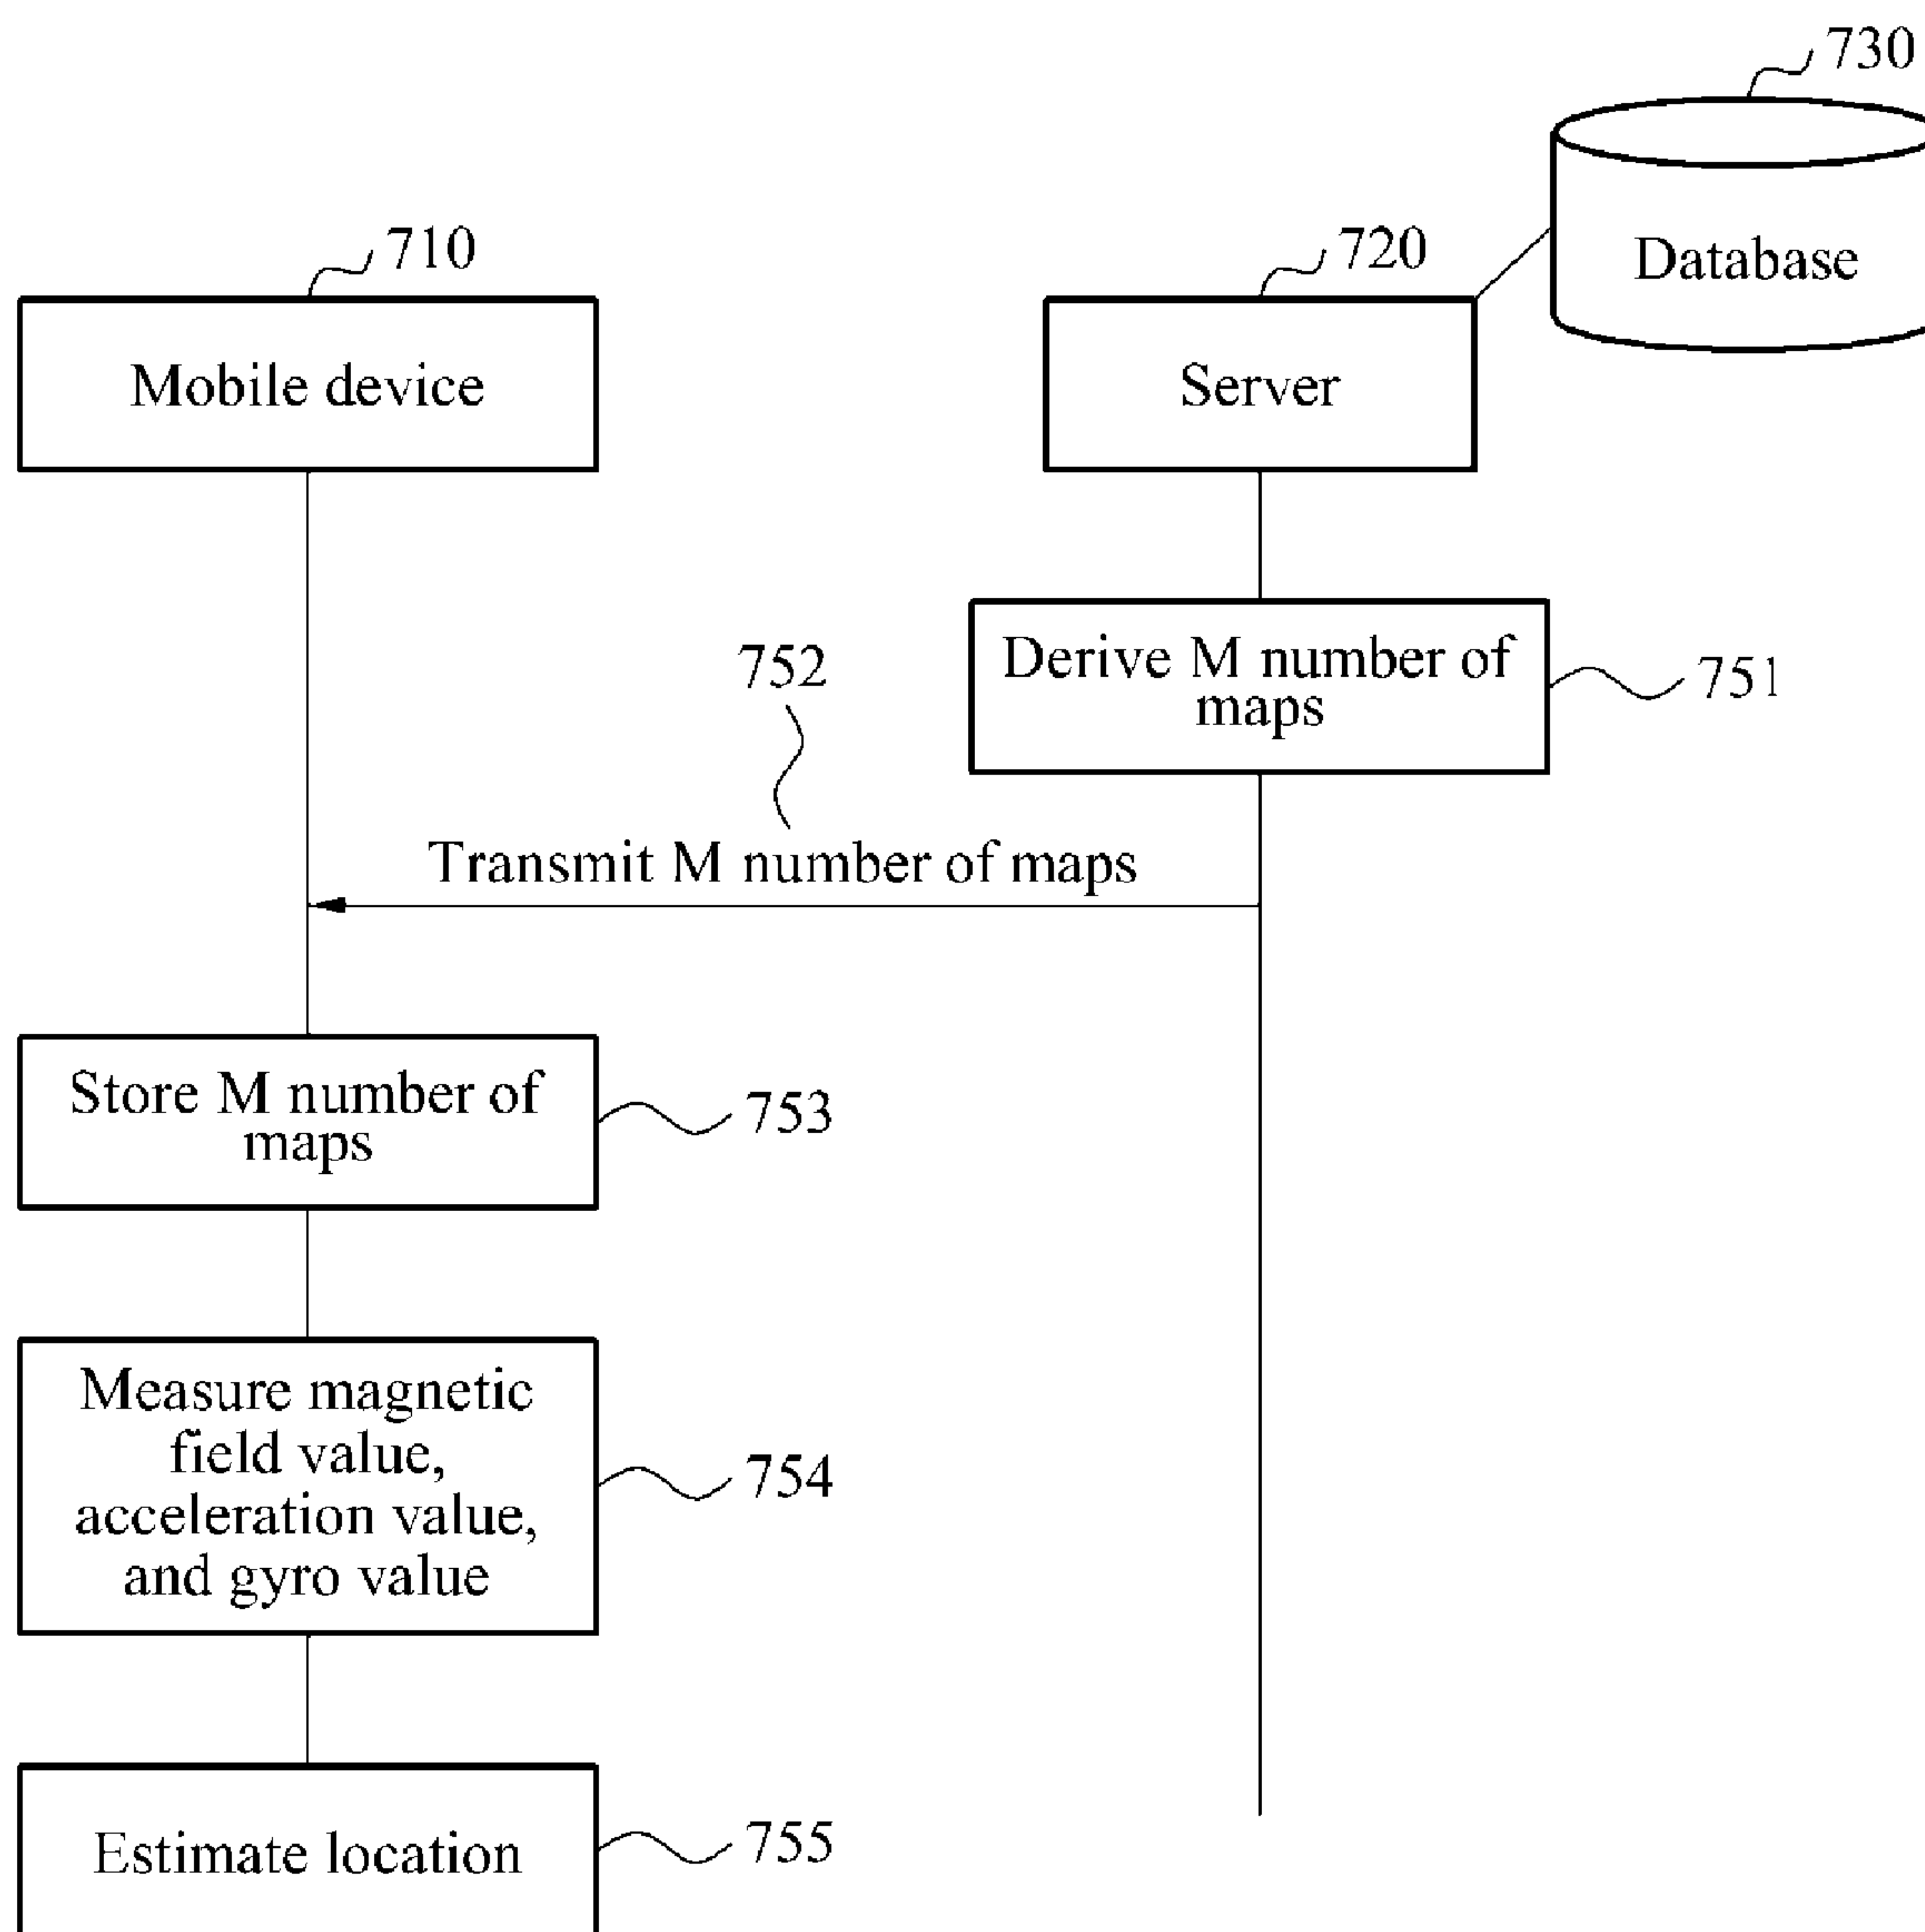 730
Database
710
720
Mobile device
Server
Derive M number of
maps
751
752
Transmit M number of maps
Store M number of
maps
753
Measure magnetic
field value,
acceleration value,
and gyro value
754
Estimate location
755